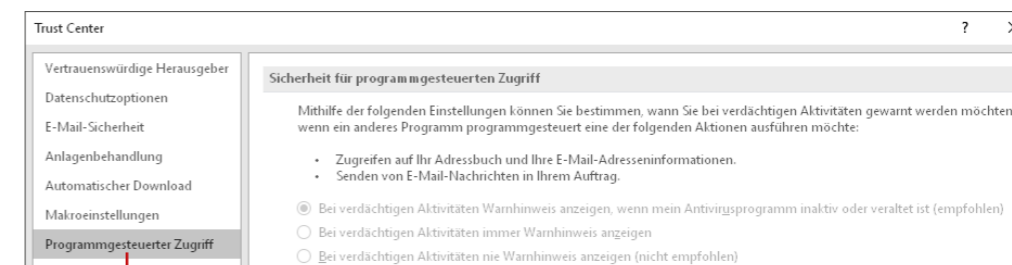 Trust Center
?
Vertrauenswürdige Herausgeber
Datenschutzoptionen
E-Mail-Sicherheit
Anlagenbehandlung
Automatischer Download
Makroeinstellungen
Programmgesteuerter Zugriff
Sicherheit für programmgesteuerten Zugriff
Mithilfe der folgenden Einstellungen können Sie bestimmen, wann Sie bei verdächtigen Aktivitäten gewarnt werden möchten
wenn ein anderes Programm programmgesteuert eine der folgenden Aktionen ausführen möchte:
• Zugreifen auf Ihr Adressbuch und Ihre E-Mail-Adresseninformationen.
• Senden von E-Mail-Nachrichten in Ihrem Auftrag.
Bei verdächtigen Aktivitäten Warnhinweis anzeigen, wenn mein Antivirusprogramm inaktiv oder veraltet ist (empfohlen)
Bei verdächtigen Aktivitäten immer Warnhinweis anzeigen
Bei verdächtigen Aktivitäten nie Warnhinweis anzeigen (nicht empfohlen)